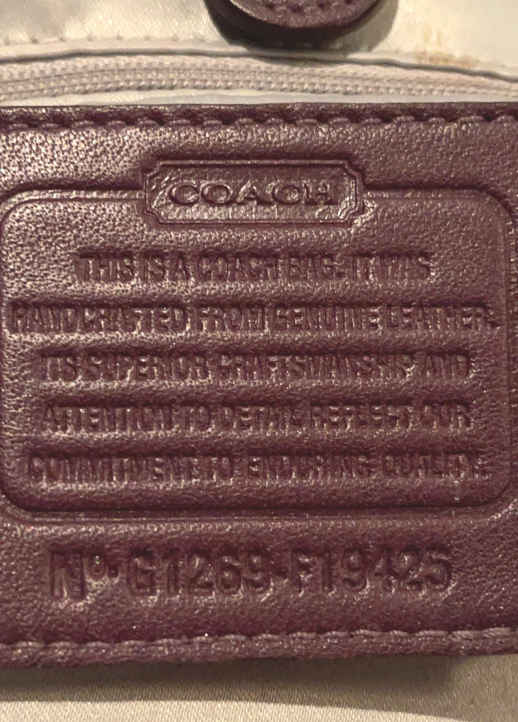 COACH
THIS IS A COACH BAG. IT WAS
HANDCRAFTED FROM GENUINE LEATHER.
ITS SUPERIOR CRAFTSMANSHIP AND
ATTENTION TO DETAIL REFLECT OUR
COMMITMENT TO ENDURING QUALITY.
Nº. G1269-F19425